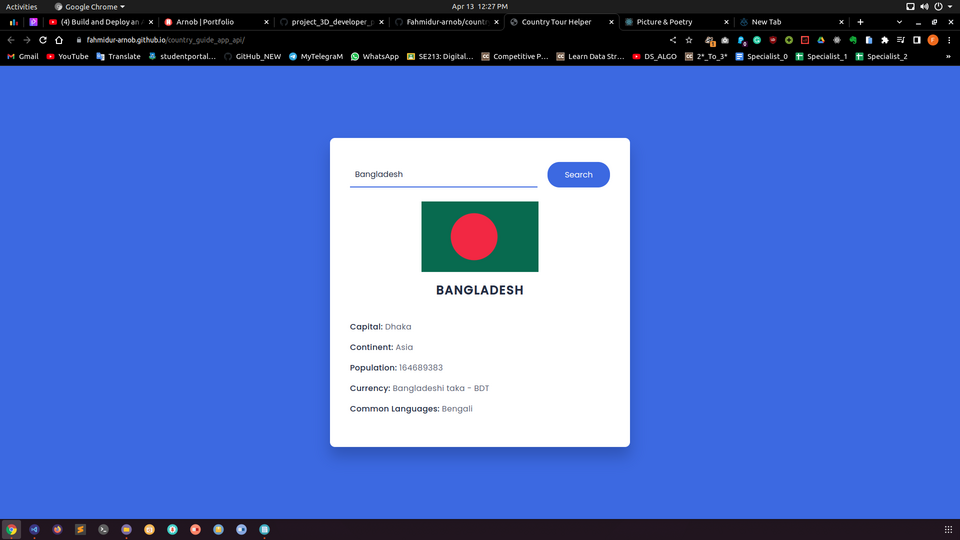 Activities Google Chrome Apr 13 12:27 PM
(4) Build and Deploy an Arnob | Portfolio project_3D_developer_p Fahmidur-arnob/countr Country Tour Helper Picture & Poetry New Tab
fahmidur-arnob.github.io/country_guide_app_api/
Gmail YouTube Translate studentportal... GitHub_NEW MyTelegraM WhatsApp SE213: Digital... Competitive P... Learn Data Str... DS_ALGO 2*_To_3* Specialist_0 Specialist_1 Specialist_2 »
Bangladesh Search
BANGLADESH
Capital: Dhaka
Continent: Asia
Population: 164689383
Currency: Bangladeshi taka - BDT
Common Languages: Bengali